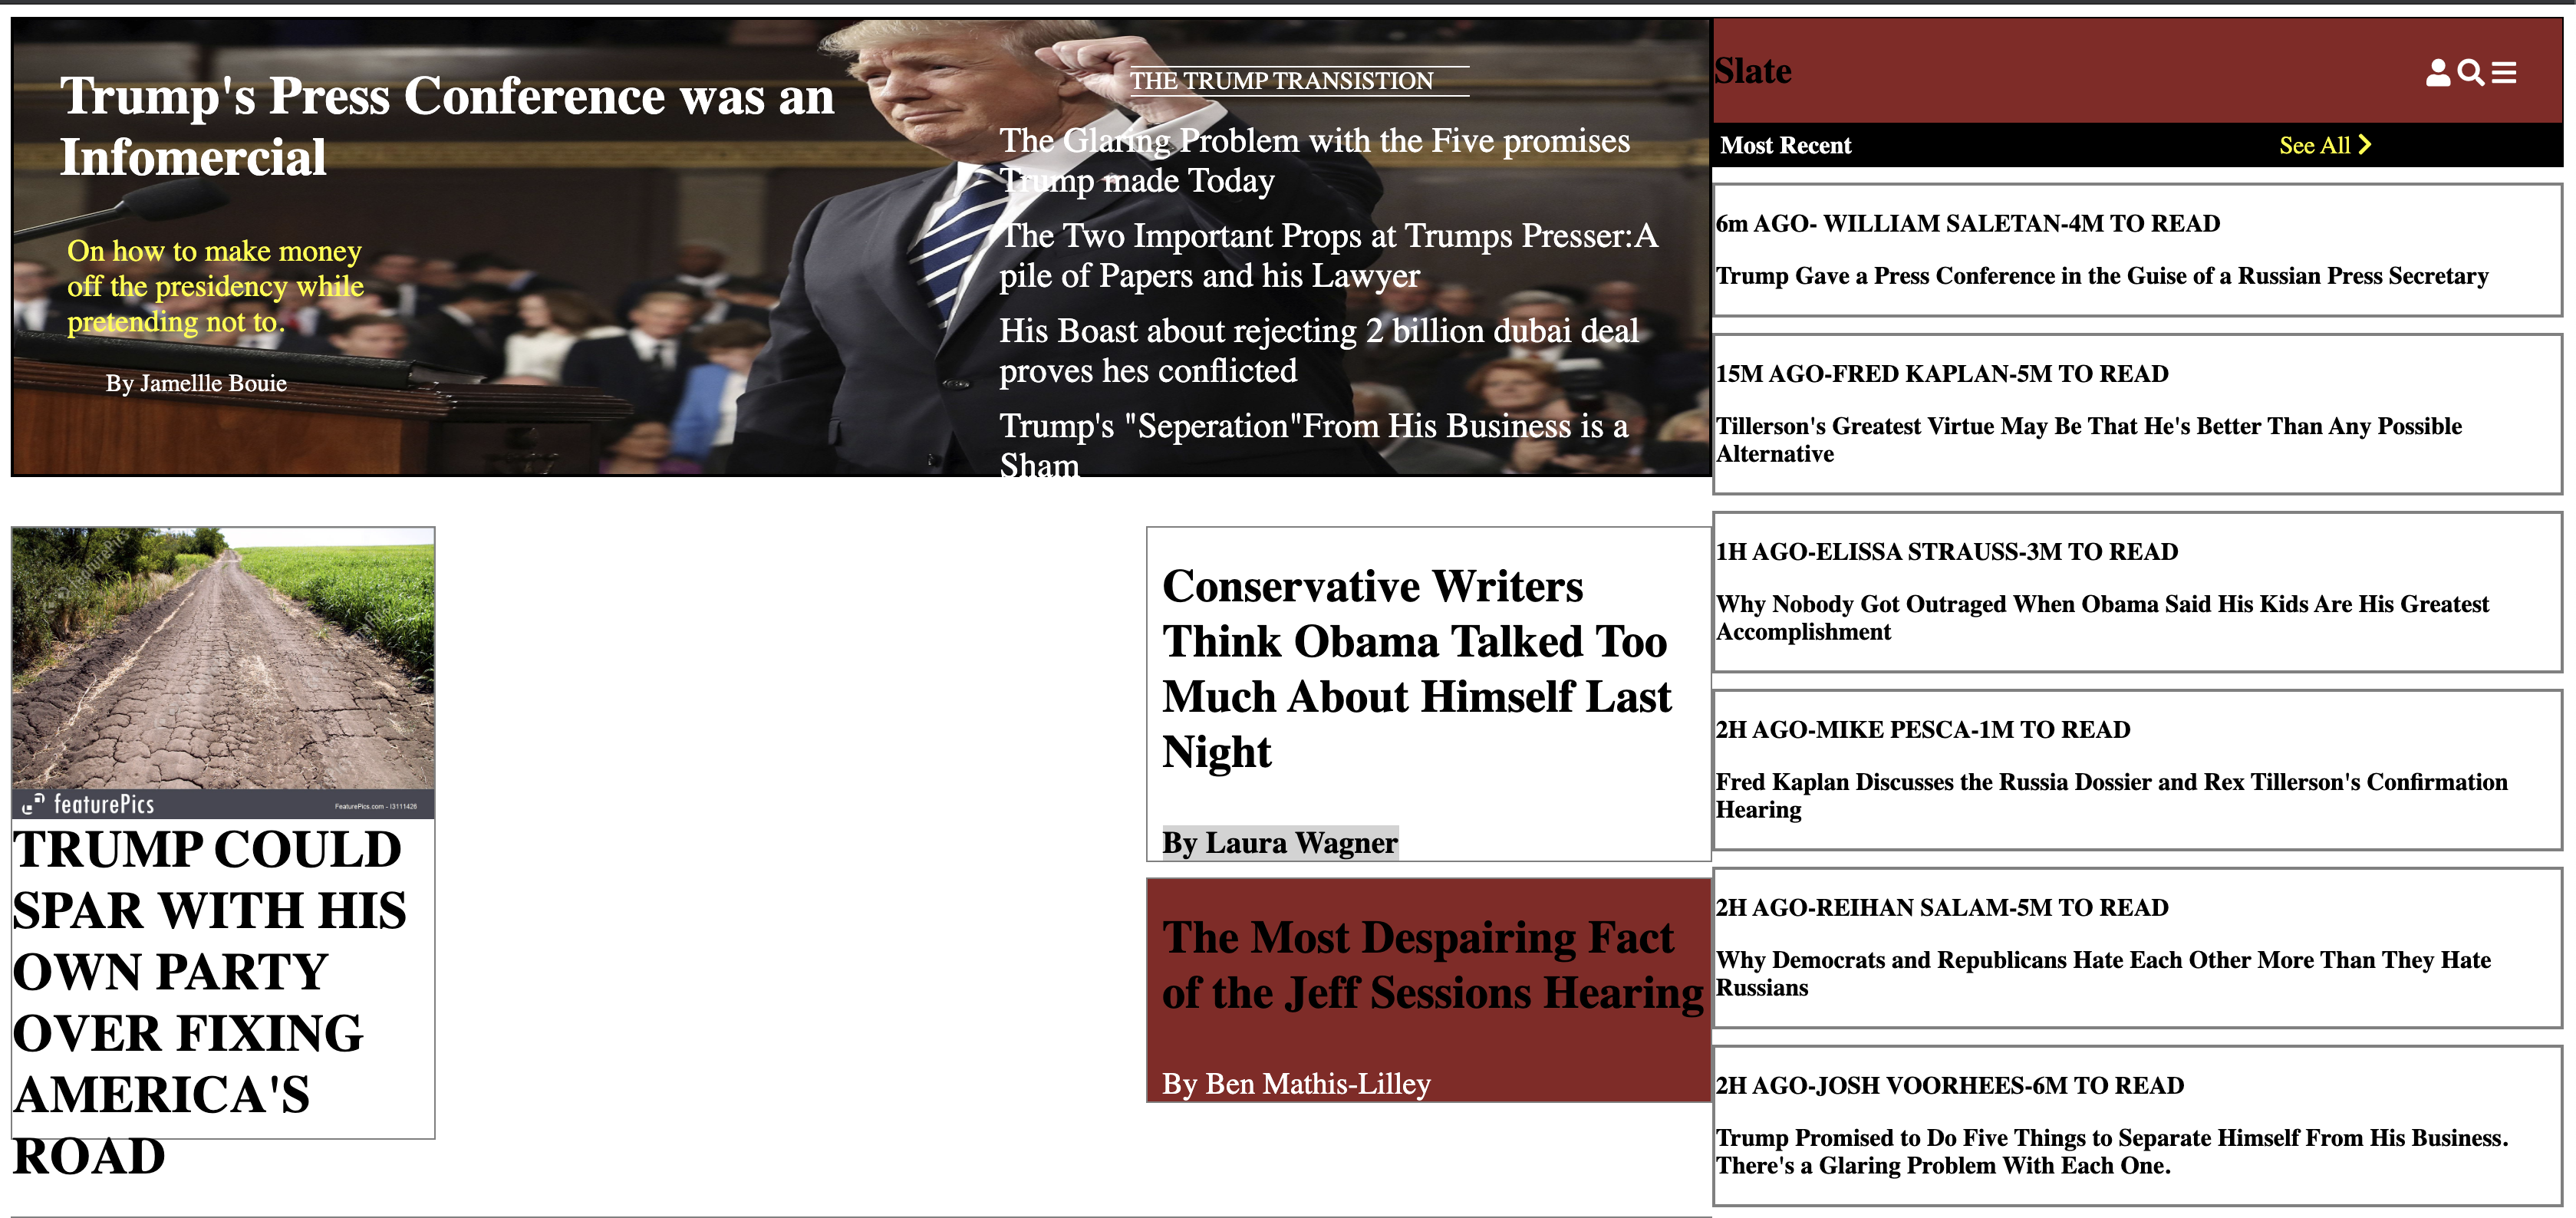 Trump's Press Conference was an
Infomercial
On how to make money
off the presidency while
pretending not to.
By Jamellle Bouie
THE TRUMP TRANSISTION
The Glaring Problem with the Five promises
Trump made Today
The Two Important Props at Trumps Presser:A
pile of Papers and his Lawyer
His Boast about rejecting 2 billion dubai deal
proves hes conflicted
Trump's "Seperation"From His Business is a
Sham
featurePics
FeaturePics.com - I3111426
TRUMP COULD
SPAR WITH HIS
OWN PARTY
OVER FIXING
AMERICA'S
ROAD
Conservative Writers
Think Obama Talked Too
Much About Himself Last
Night
By Laura Wagner
The Most Despairing Fact
of the Jeff Sessions Hearing
By Ben Mathis-Lilley
Slate
Most Recent See All
6m AGO- WILLIAM SALETAN-4M TO READ
Trump Gave a Press Conference in the Guise of a Russian Press Secretary
15M AGO-FRED KAPLAN-5M TO READ
Tillerson's Greatest Virtue May Be That He's Better Than Any Possible
Alternative
1H AGO-ELISSA STRAUSS-3M TO READ
Why Nobody Got Outraged When Obama Said His Kids Are His Greatest
Accomplishment
2H AGO-MIKE PESCA-1M TO READ
Fred Kaplan Discusses the Russia Dossier and Rex Tillerson's Confirmation
Hearing
2H AGO-REIHAN SALAM-5M TO READ
Why Democrats and Republicans Hate Each Other More Than They Hate
Russians
2H AGO-JOSH VOORHEES-6M TO READ
Trump Promised to Do Five Things to Separate Himself From His Business.
There's a Glaring Problem With Each One.